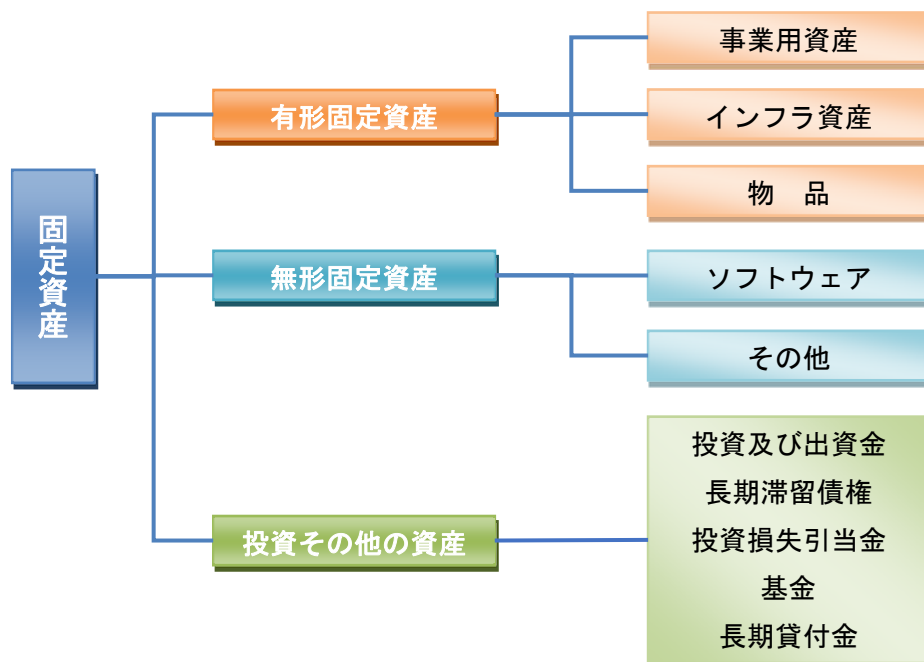 固定資産
有形固定資産
事業用資産
インフラ資産
物　品
無形固定資産
ソフトウェア
その他
投資その他の資産
投資及び出資金
長期滞留債権
投資損失引当金
基金
長期貸付金